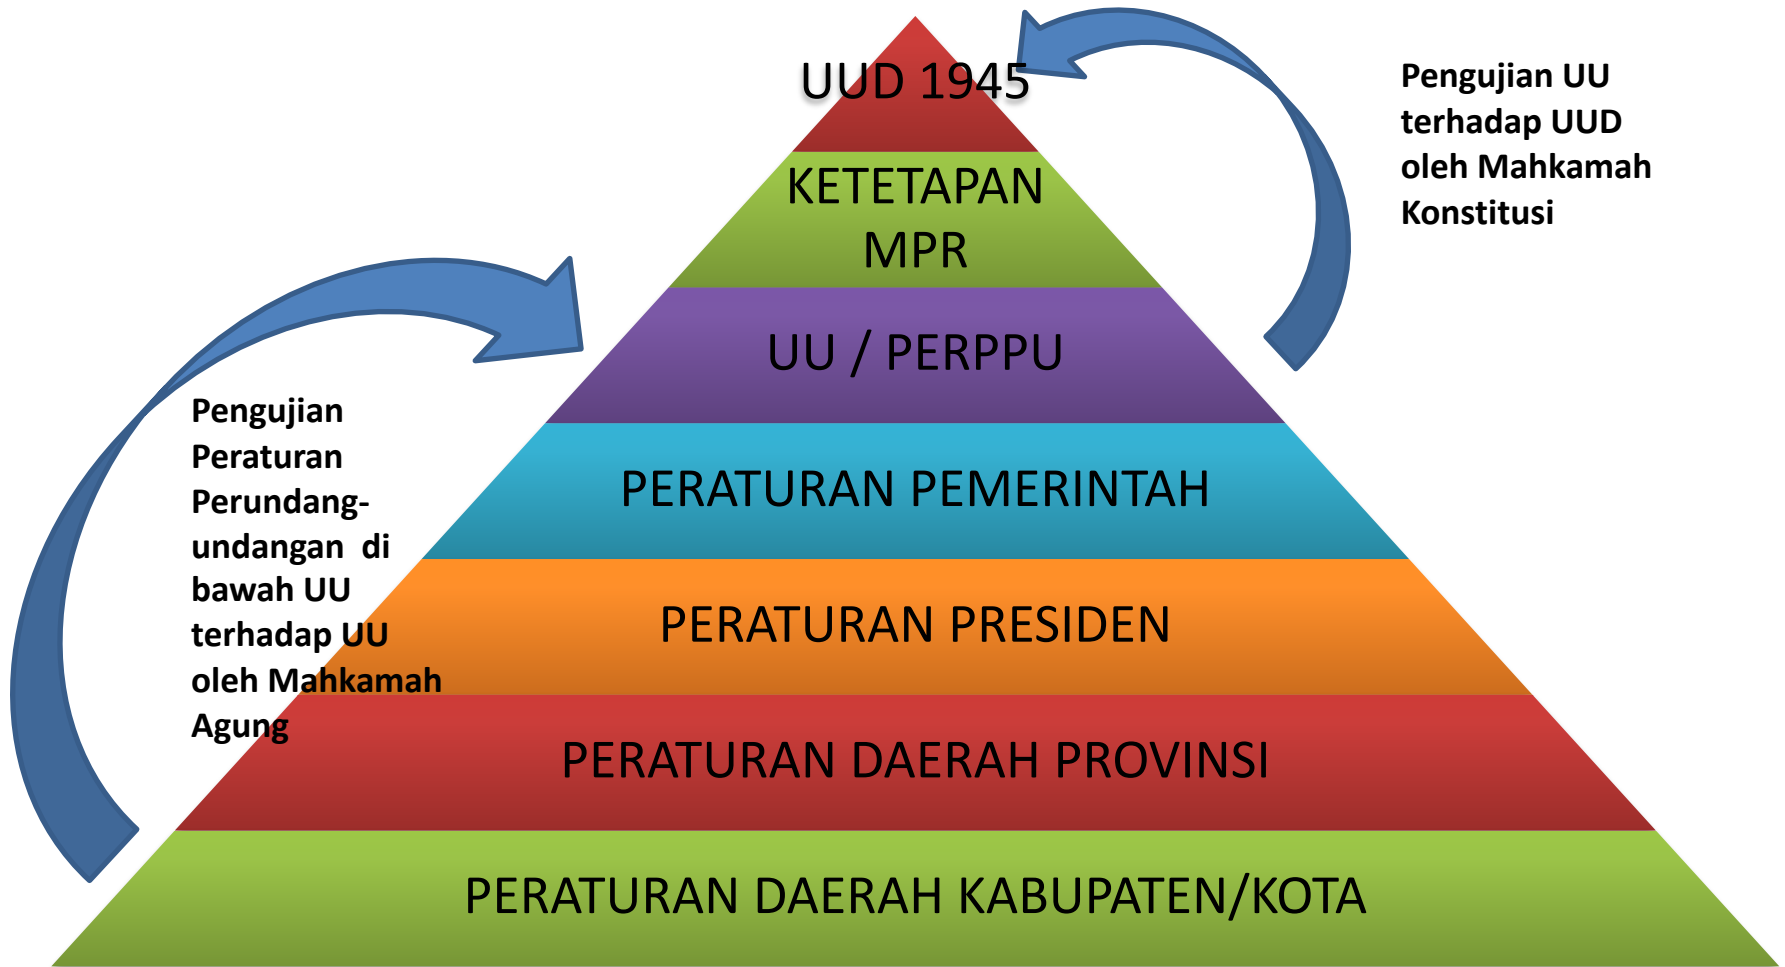 UUD 1945
KETETAPAN
MPR
UU / PERPPU
PERATURAN PEMERINTAH
PERATURAN PRESIDEN
PERATURAN DAERAH PROVINSI
PERATURAN DAERAH KABUPATEN/KOTA
Pengujian UU
terhadap UUD
oleh Mahkamah
Konstitusi
Pengujian
Peraturan
Perundang-
undangan di
bawah UU
terhadap UU
oleh Mahkamah
Agung